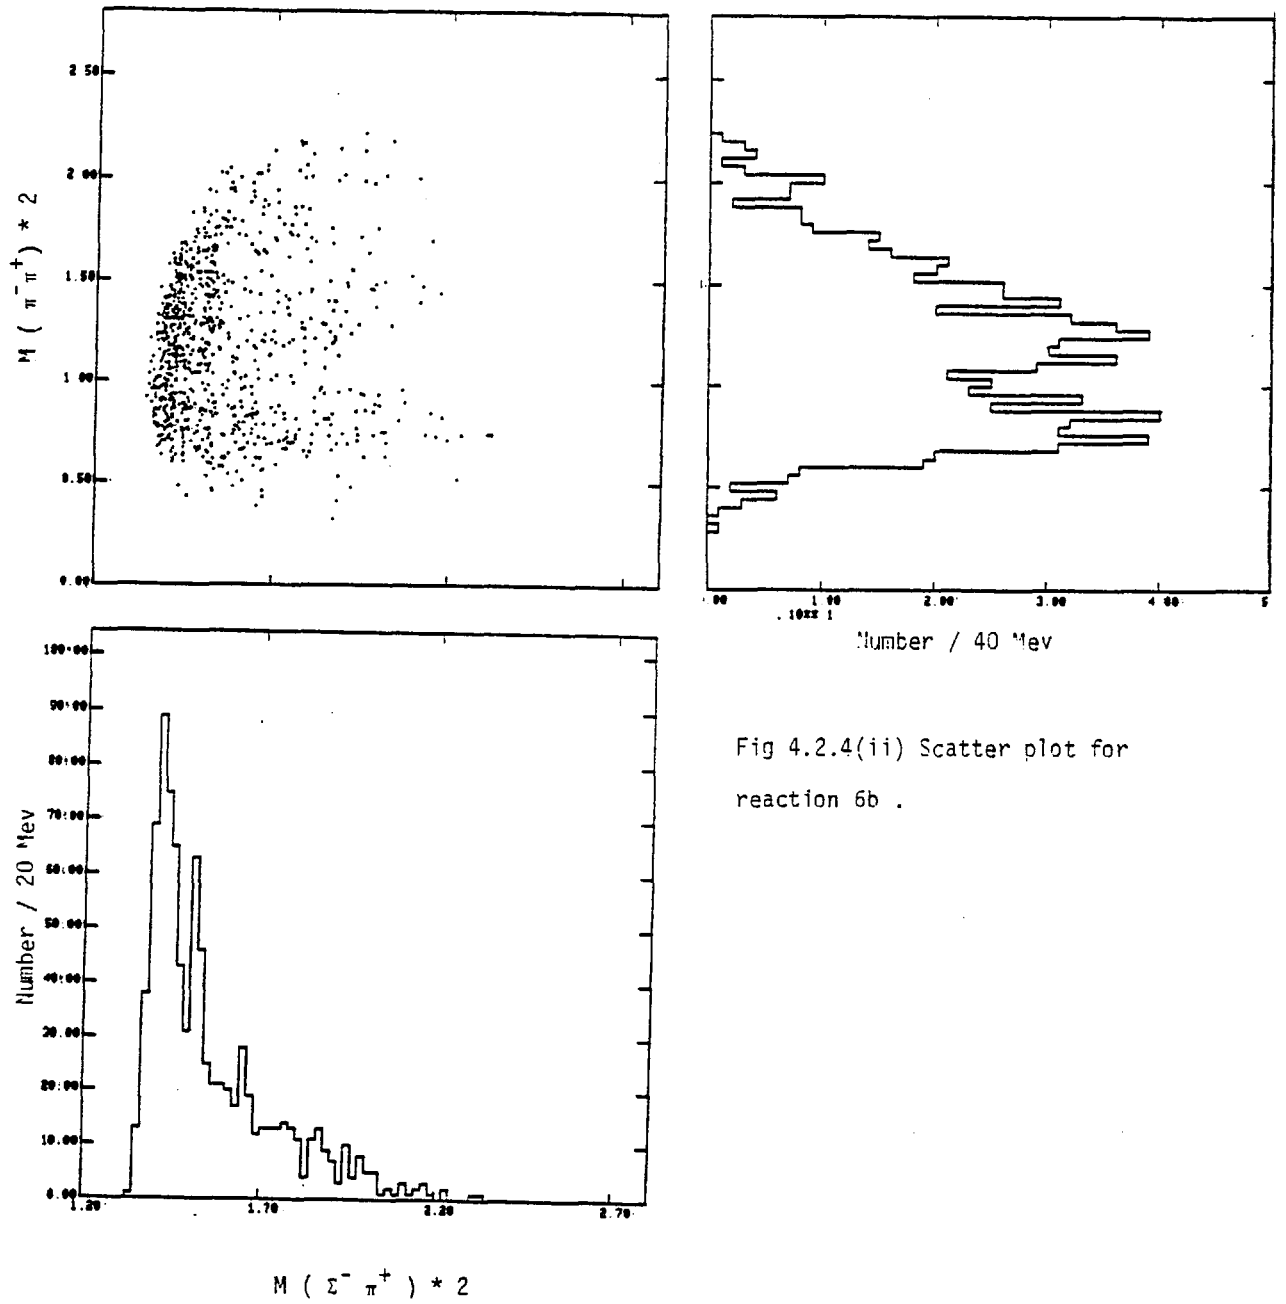 2.50
2.00
1.50
1.00
0.50
0.00
M ( π⁻π⁺ ) * 2
.00 1.00 2.00 3.00 4.00 5
.10** 1
Number / 40 Mev
100.00
90.00
80.00
70.00
60.00
50.00
40.00
30.00
20.00
10.00
0.00
Number / 20 Mev
1.20 1.70 2.20 2.70
M ( Σ⁻ π⁺ ) * 2
Fig 4.2.4(ii) Scatter plot for
reaction 6b .